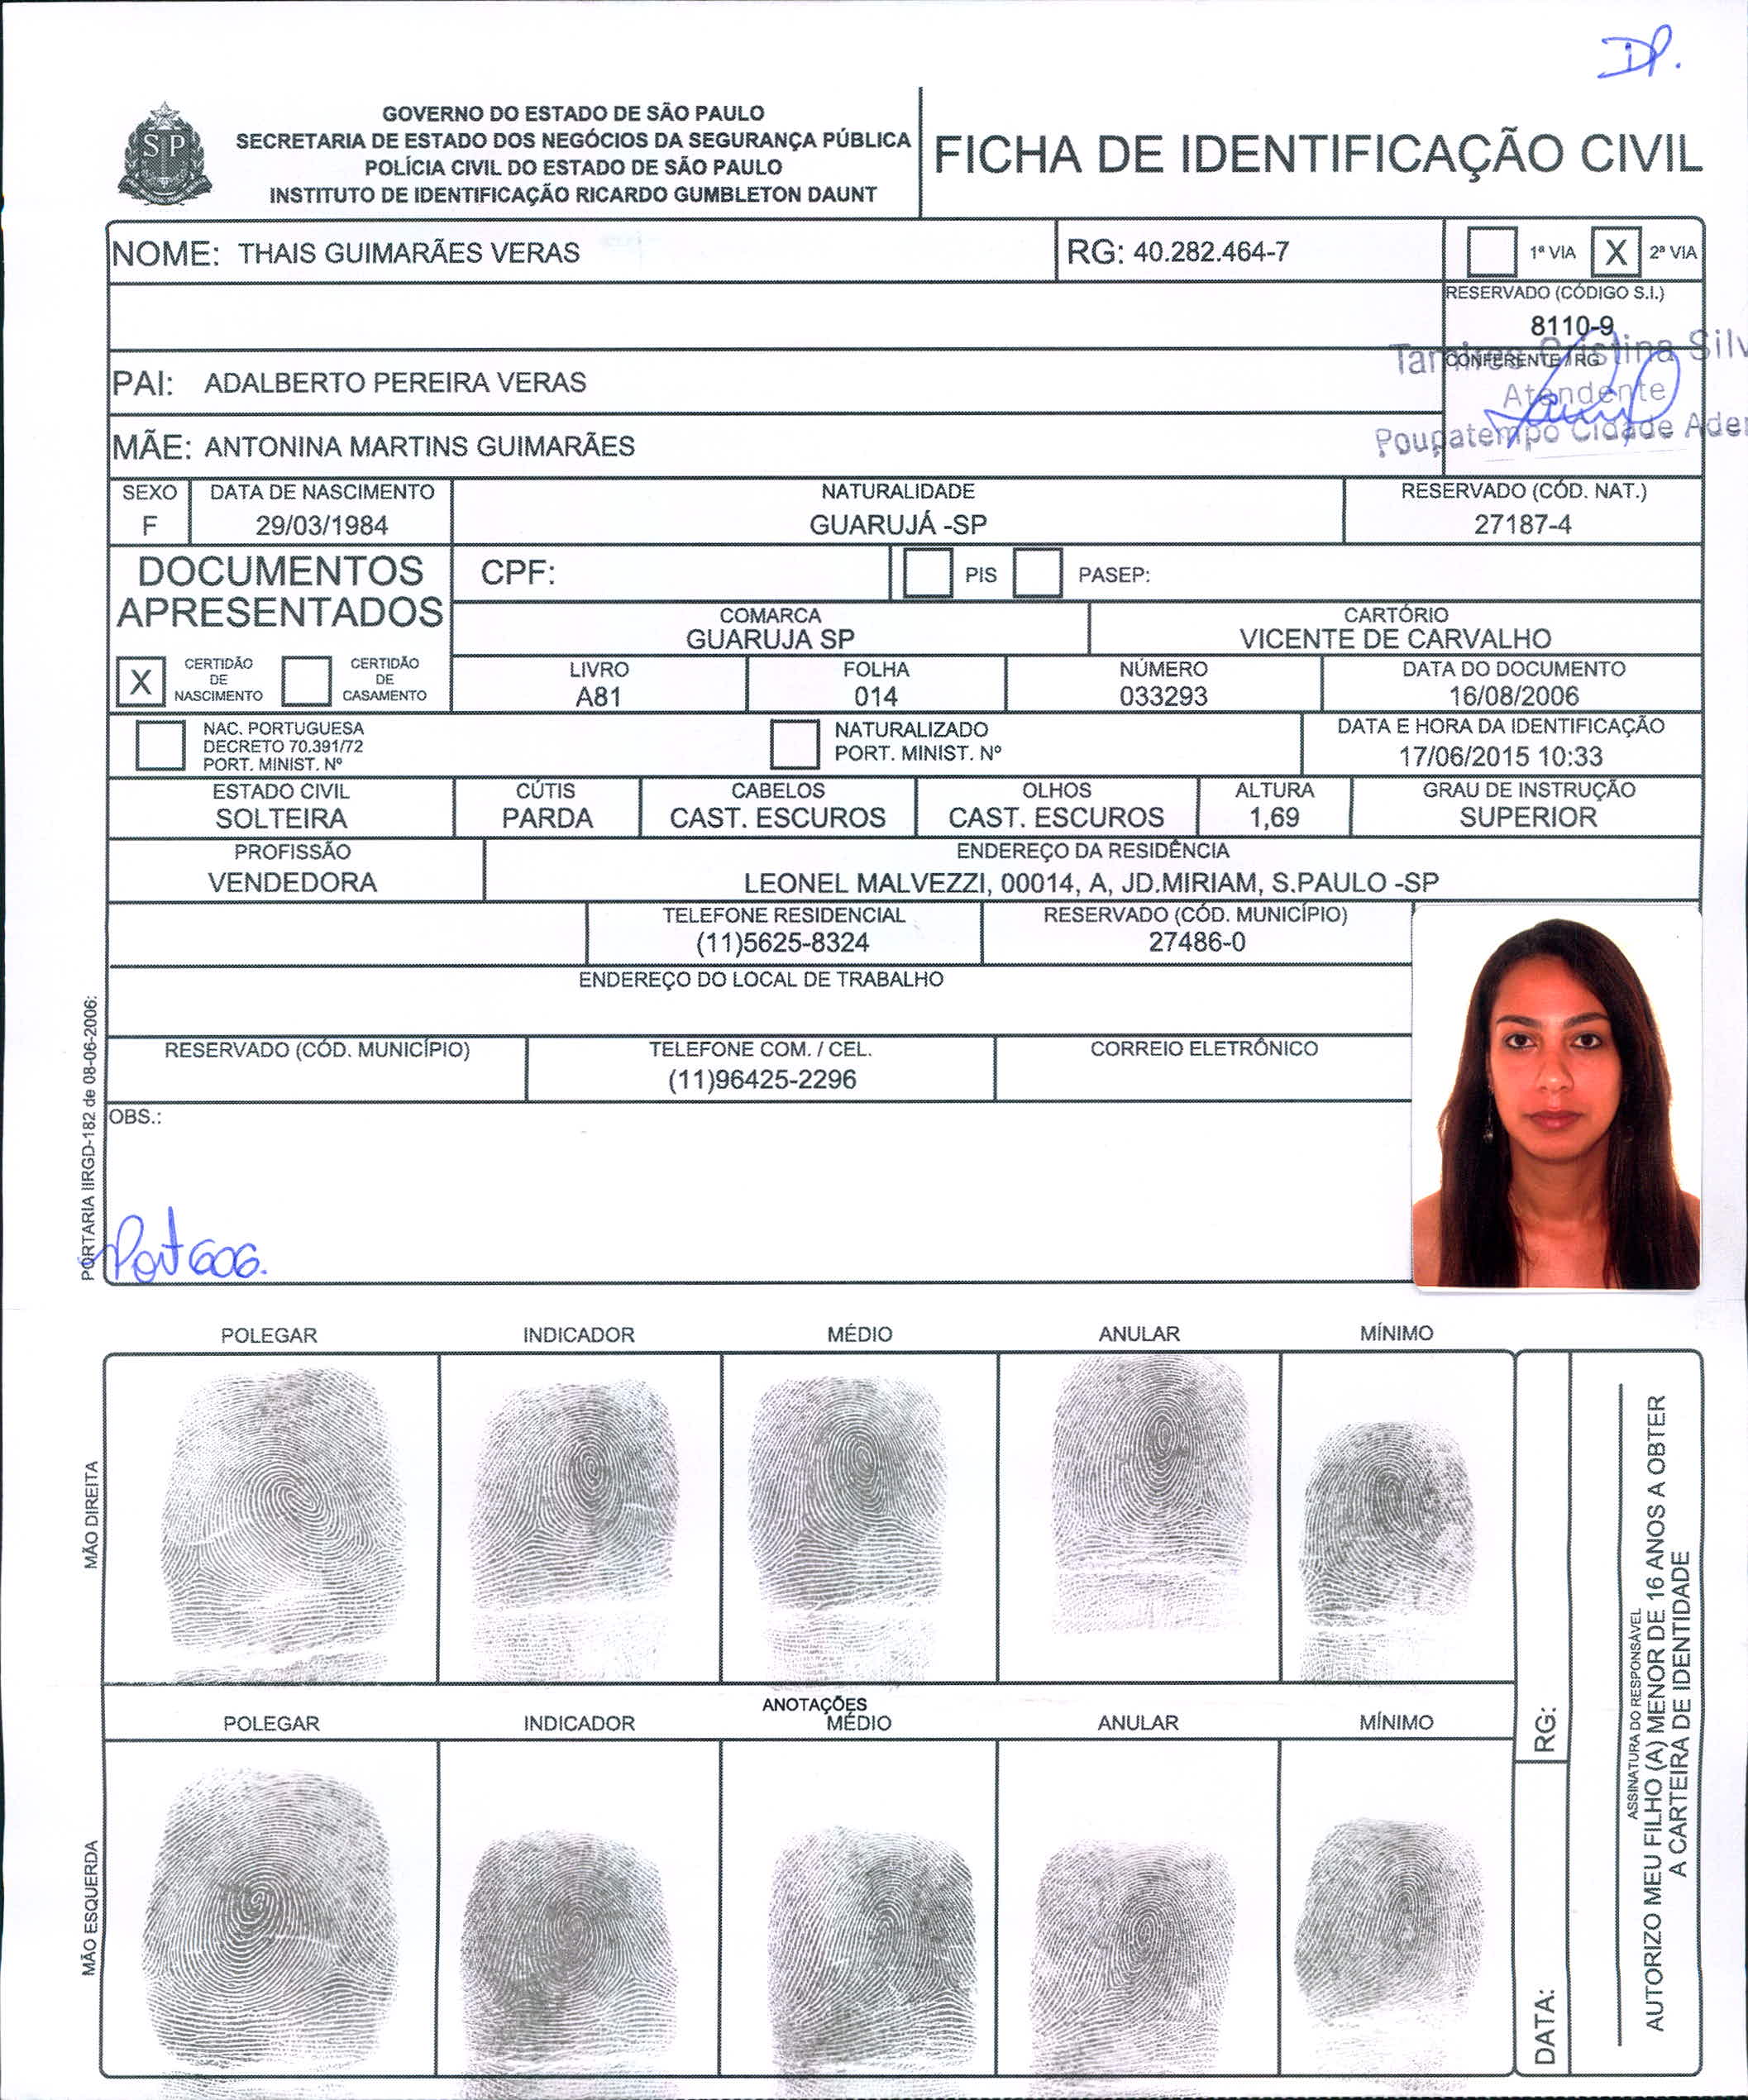 DP.
GOVERNO DO ESTADO DE SÃO PAULO
SECRETARIA DE ESTADO DOS NEGÓCIOS DA SEGURANÇA PÚBLICA
POLÍCIA CIVIL DO ESTADO DE SÃO PAULO
INSTITUTO DE IDENTIFICAÇÃO RICARDO GUMBLETON DAUNT
SP
FICHA DE IDENTIFICAÇÃO CIVIL
NOME: THAIS GUIMARÃES VERAS
RG: 40.282.464-7
1ª VIA X 2ª VIA
RESERVADO (CÓDIGO S.I.)
8110-9
PAI: ADALBERTO PEREIRA VERAS
CONFERENTE/RG
Cristina Silv
Atendente
Poupatempo Cidade Ader
MÃE: ANTONINA MARTINS GUIMARÃES
SEXO
F
DATA DE NASCIMENTO
29/03/1984
NATURALIDADE
GUARUJÁ -SP
RESERVADO (CÓD. NAT.)
27187-4
DOCUMENTOS
APRESENTADOS
CPF:
PIS
PASEP:
COMARCA
GUARUJA SP
CARTÓRIO
VICENTE DE CARVALHO
X
CERTIDÃO
DE
NASCIMENTO
CERTIDÃO
DE
CASAMENTO
LIVRO
A81
FOLHA
014
NÚMERO
033293
DATA DO DOCUMENTO
16/08/2006
NAC. PORTUGUESA
DECRETO 70.391/72
PORT. MINIST. Nº
NATURALIZADO
PORT. MINIST. Nº
DATA E HORA DA IDENTIFICAÇÃO
17/06/2015 10:33
ESTADO CIVIL
SOLTEIRA
CÚTIS
PARDA
CABELOS
CAST. ESCUROS
OLHOS
CAST. ESCUROS
ALTURA
1,69
GRAU DE INSTRUÇÃO
SUPERIOR
PROFISSÃO
VENDEDORA
ENDEREÇO DA RESIDÊNCIA
LEONEL MALVEZZI, 00014, A, JD.MIRIAM, S.PAULO -SP
TELEFONE RESIDENCIAL
(11)5625-8324
RESERVADO (CÓD. MUNICÍPIO)
27486-0
ENDEREÇO DO LOCAL DE TRABALHO
RESERVADO (CÓD. MUNICÍPIO)
TELEFONE COM. / CEL.
(11)96425-2296
CORREIO ELETRÔNICO
OBS.:
Port 606.
PORTARIA IIRGD-182 de 08-06-2006:
POLEGAR INDICADOR MÉDIO ANULAR MÍNIMO
MÃO DIREITA
ANOTAÇÕES
POLEGAR INDICADOR MÉDIO ANULAR MÍNIMO
MÃO ESQUERDA
RG:
DATA:
ASSINATURA DO RESPONSÁVEL
AUTORIZO MEU FILHO (A) MENOR DE 16 ANOS A OBTER
A CARTEIRA DE IDENTIDADE